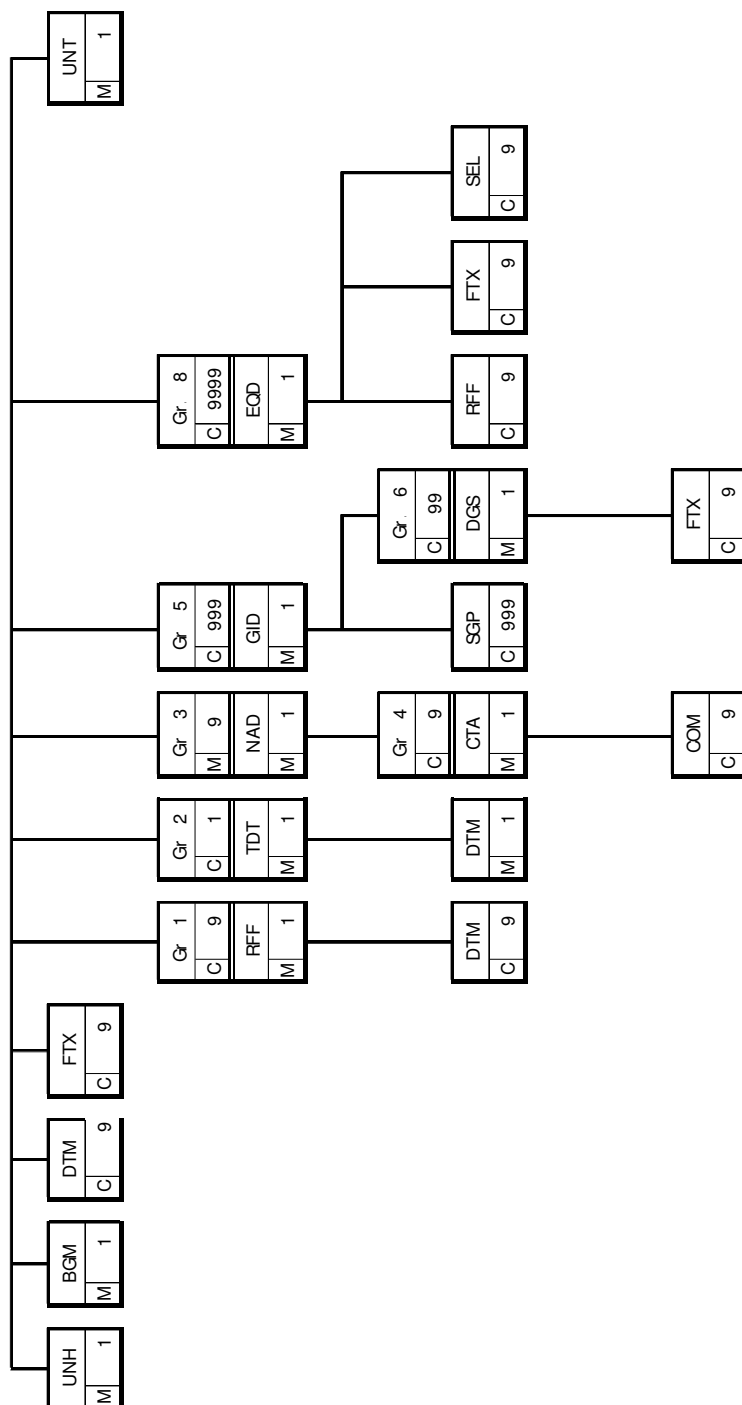 UNH
M 1
BGM
M 1
DTM
C 9
FTX
C 9
Gr 1
C 9
RFF
M 1
DTM
C 9
Gr 2
C 1
TDT
M 1
DTM
M 1
Gr 3
M 9
NAD
M 1
Gr 4
C 9
CTA
M 1
COM
C 9
Gr 5
C 999
GID
M 1
SGP
C 999
Gr. 6
C 99
DGS
M 1
FTX
C 9
Gr. 8
C 9999
EQD
M 1
RFF
C 9
FTX
C 9
SEL
C 9
UNT
M 1